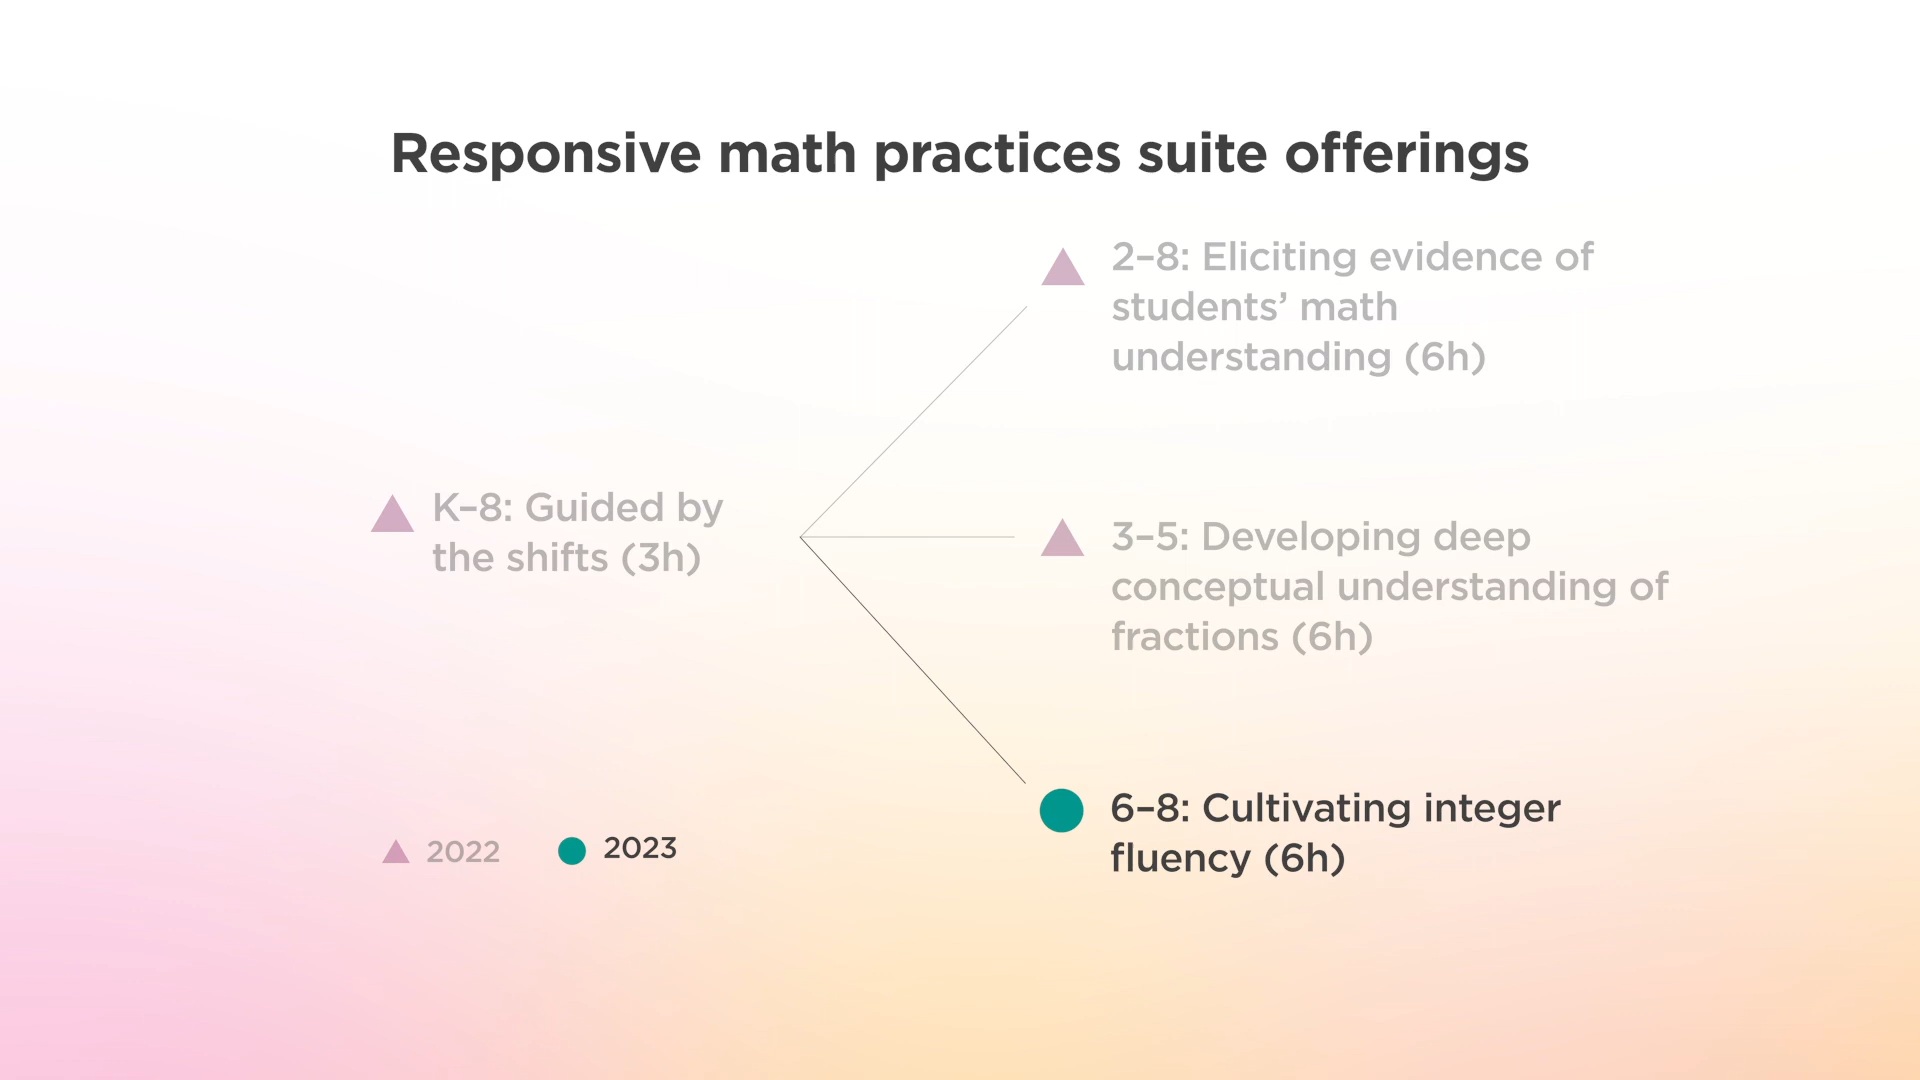 Responsive math practices suite offerings
2–8: Eliciting evidence of
students’ math
understanding (6h)
K–8: Guided by
the shifts (3h)
3–5: Developing deep
conceptual understanding of
fractions (6h)
6–8: Cultivating integer
fluency (6h)
2022
2023